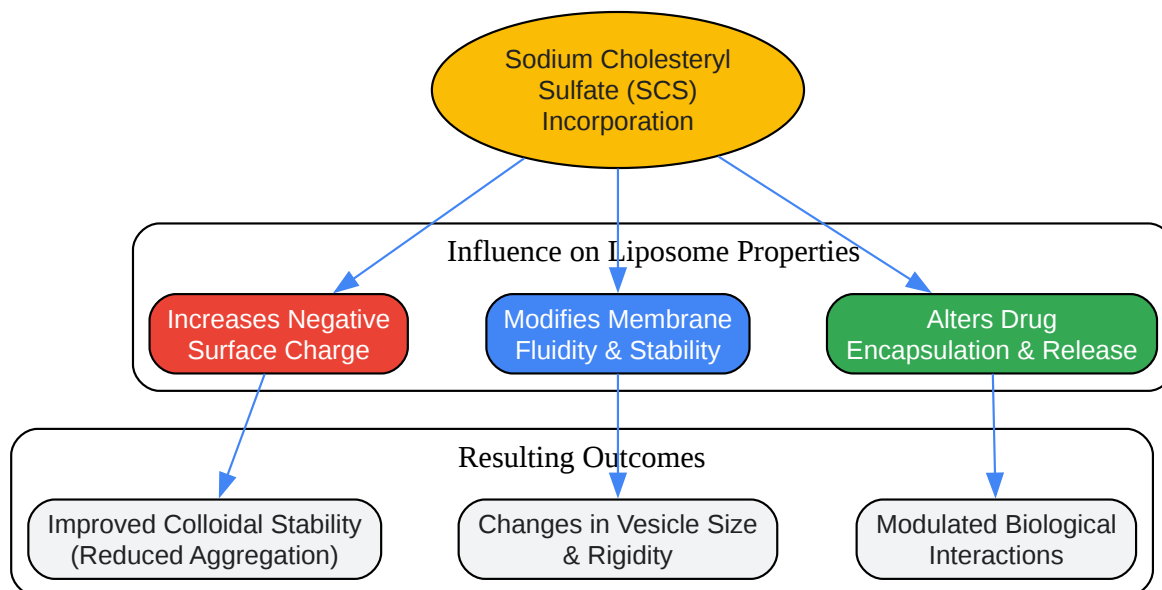 Sodium Cholesteryl
Sulfate (SCS)
Incorporation
Influence on Liposome Properties
Increases Negative
Surface Charge
Modifies Membrane
Fluidity & Stability
Alters Drug
Encapsulation & Release
Resulting Outcomes
Improved Colloidal Stability
(Reduced Aggregation)
Changes in Vesicle Size
& Rigidity
Modulated Biological
Interactions